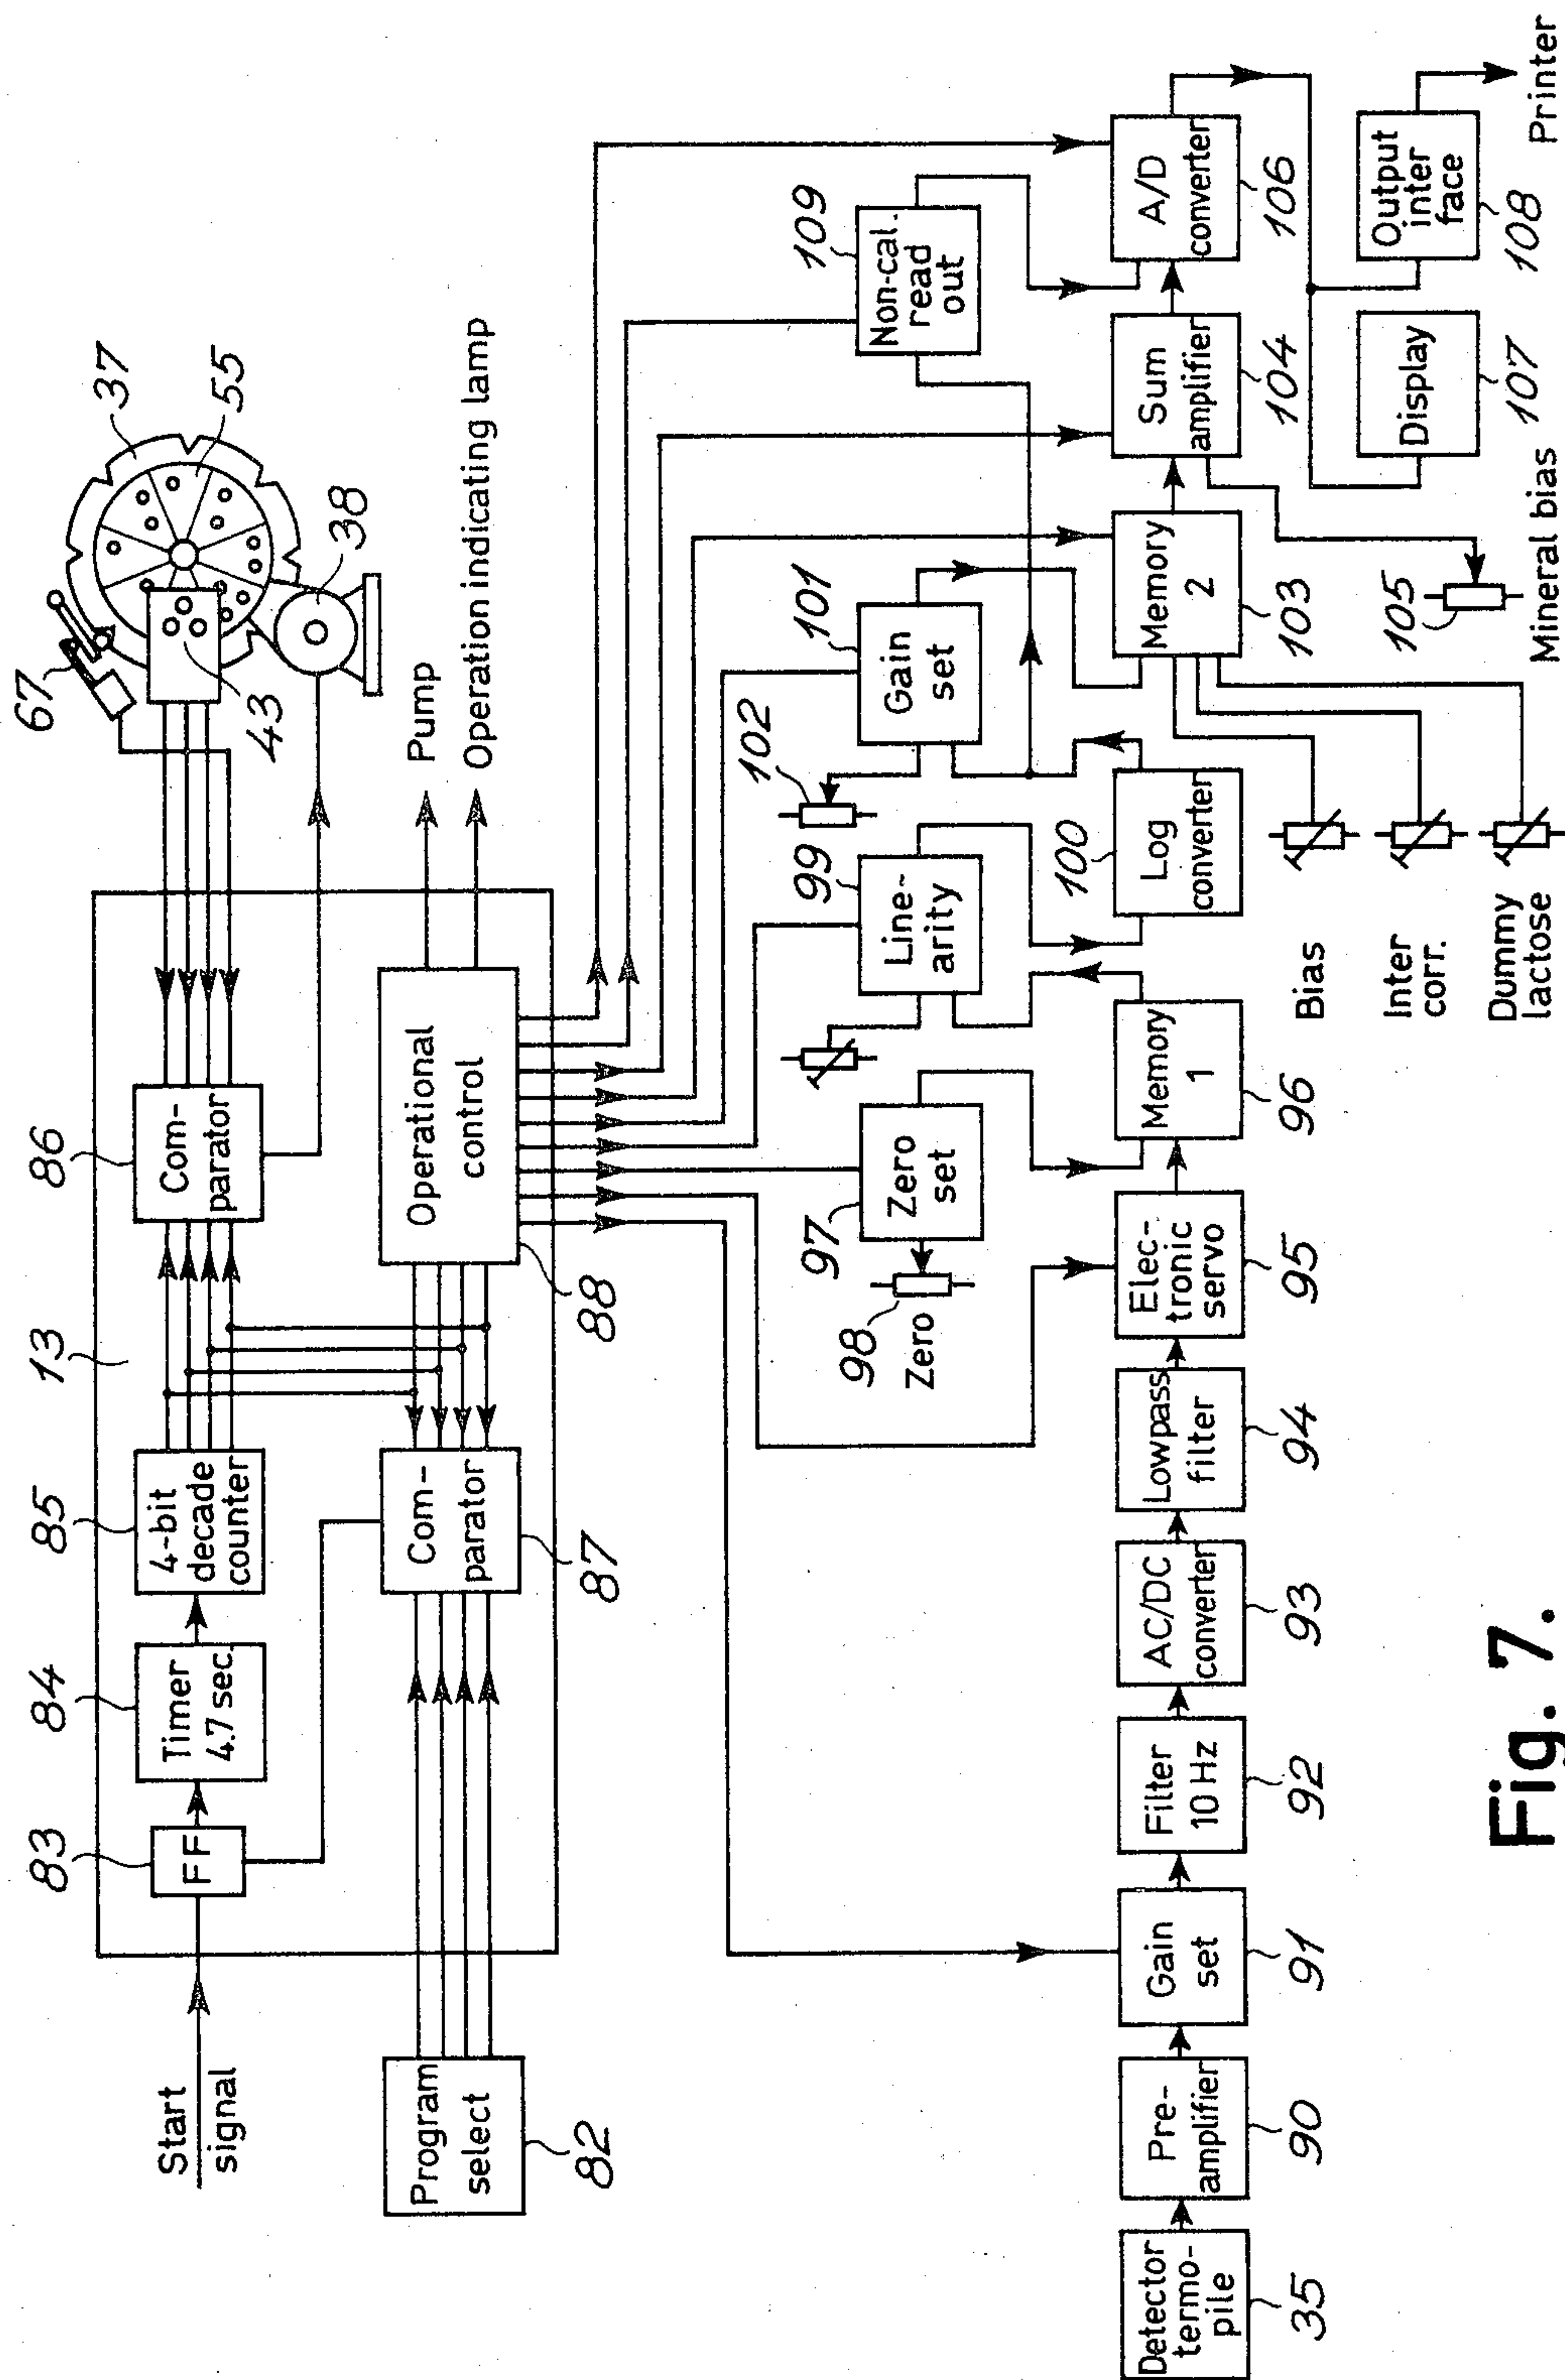 Start
signal
83
FF
84
Timer
4.7 sec.
85
4-bit
decade
counter
13
86
Com-
parator
67
43
37
55
38
Pump
Operation indicating lamp
Program
select
82
Com-
parator
87
Operational
control
88
98
Zero
97
Zero
set
99
Line-
arity
102
101
Gain
set
109
Non-cal.
read
out
Detector
termo-
pile
35
Pre-
amplifier
90
Gain
set
91
Filter
10 Hz
92
AC/DC
converter
93
Lowpass
filter
94
Elec-
tronic
servo
95
Memory
1
96
100
Log
converter
Memory
2
103
Sum
amplifier
104
A/D
converter
106
Bias
Inter
corr.
Dummy
lactose
105
Mineral bias
Display
107
Output
inter
face
108
Printer
Fig. 7.